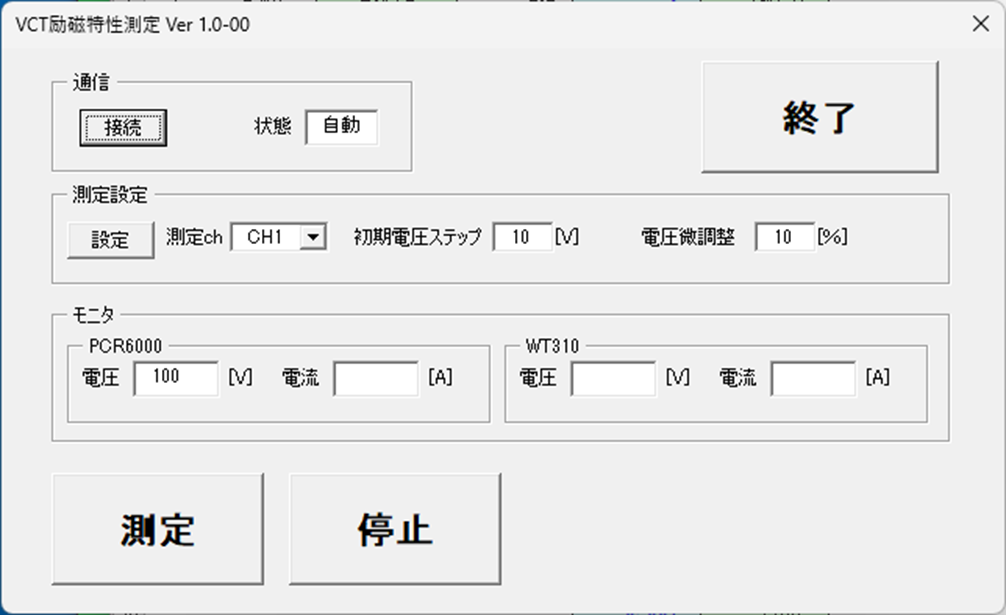 VCT励磁特性測定 Ver 1.0-00
通信
接続 状態 自動
終了
測定設定
設定 測定ch CH1 初期電圧ステップ 10 [V] 電圧微調整 10 [%]
モニタ
PCR6000
電圧 100 [V] 電流 [A]
WT310
電圧 [V] 電流 [A]
測定 停止